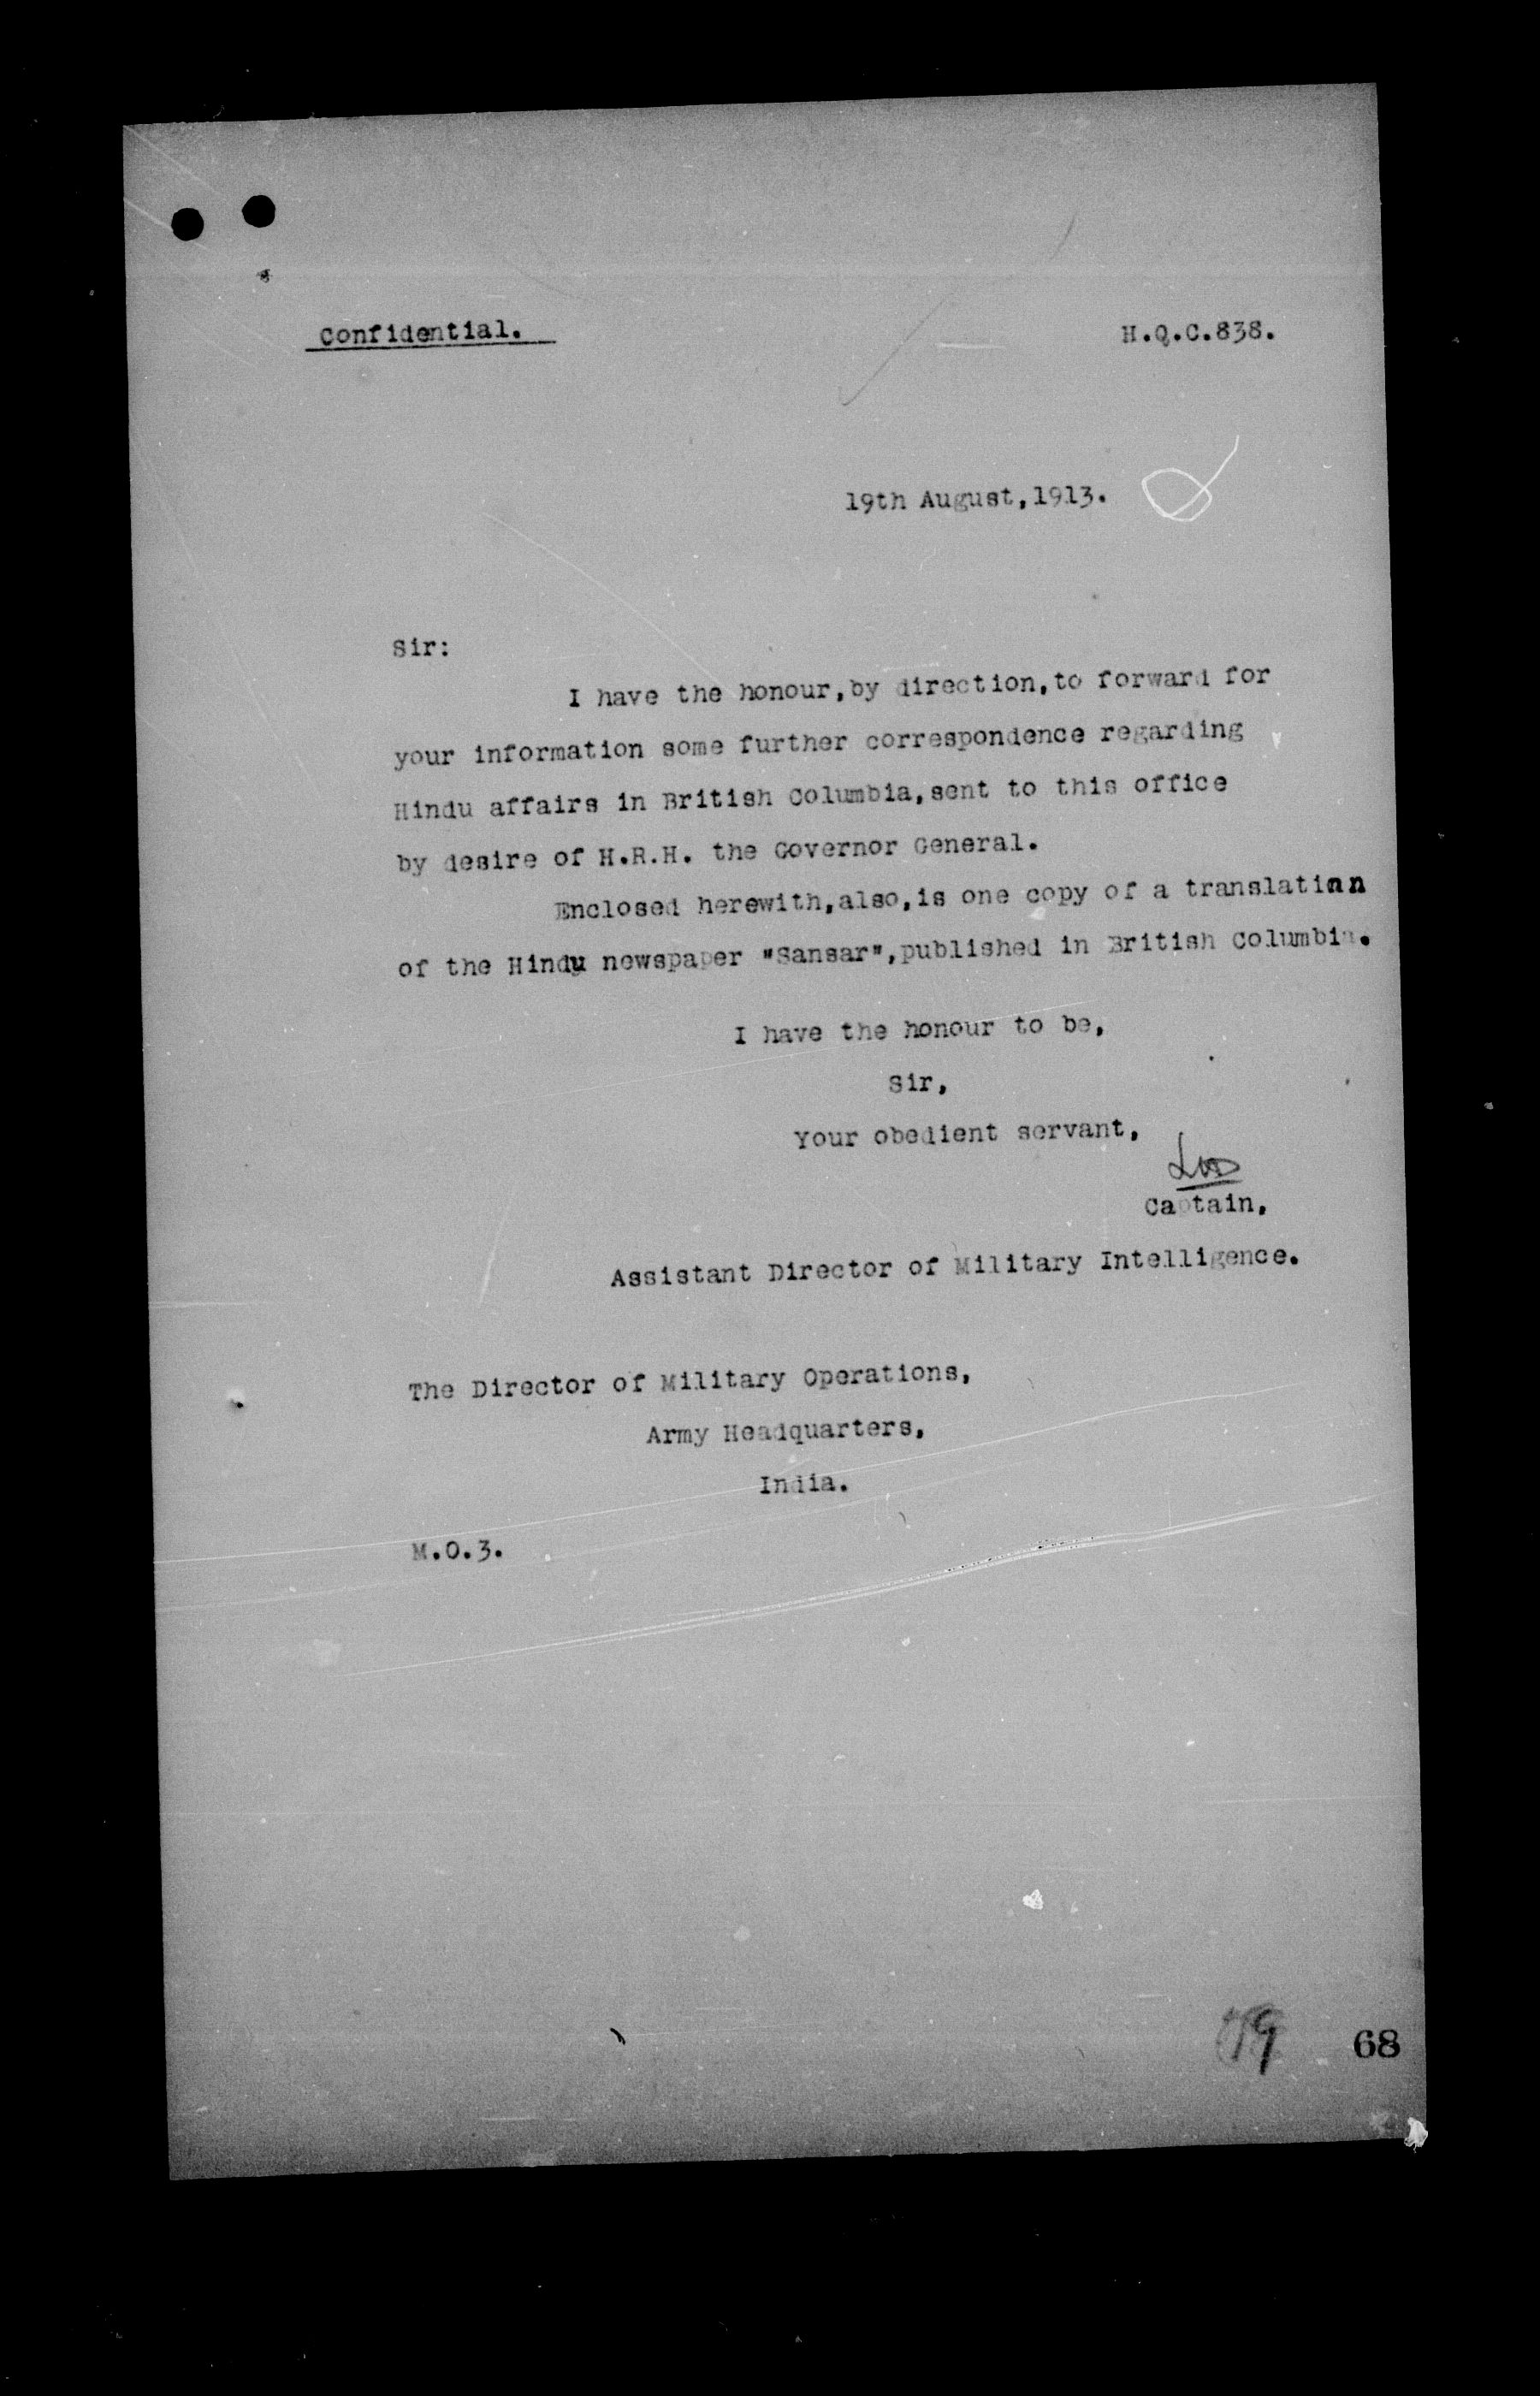 Confidential.
H.Q.C.838.
19th August,1913.
Sir:
I have the honour,by direction,to forward for
your information some further correspondence regarding
Hindu affairs in British Columbia,sent to this office
by desire of H.R.H. the Governor General.
Enclosed herewith,also,is one copy of a translatinn
of the Hindu newspaper "Sansar",published in British Columbia.
I have the honour to be,
Sir,
Your obedient servant,
Captain,
Assistant Director of Military Intelligence.
The Director of Military Operations,
Army Headquarters,
India.
M.O.3.
68